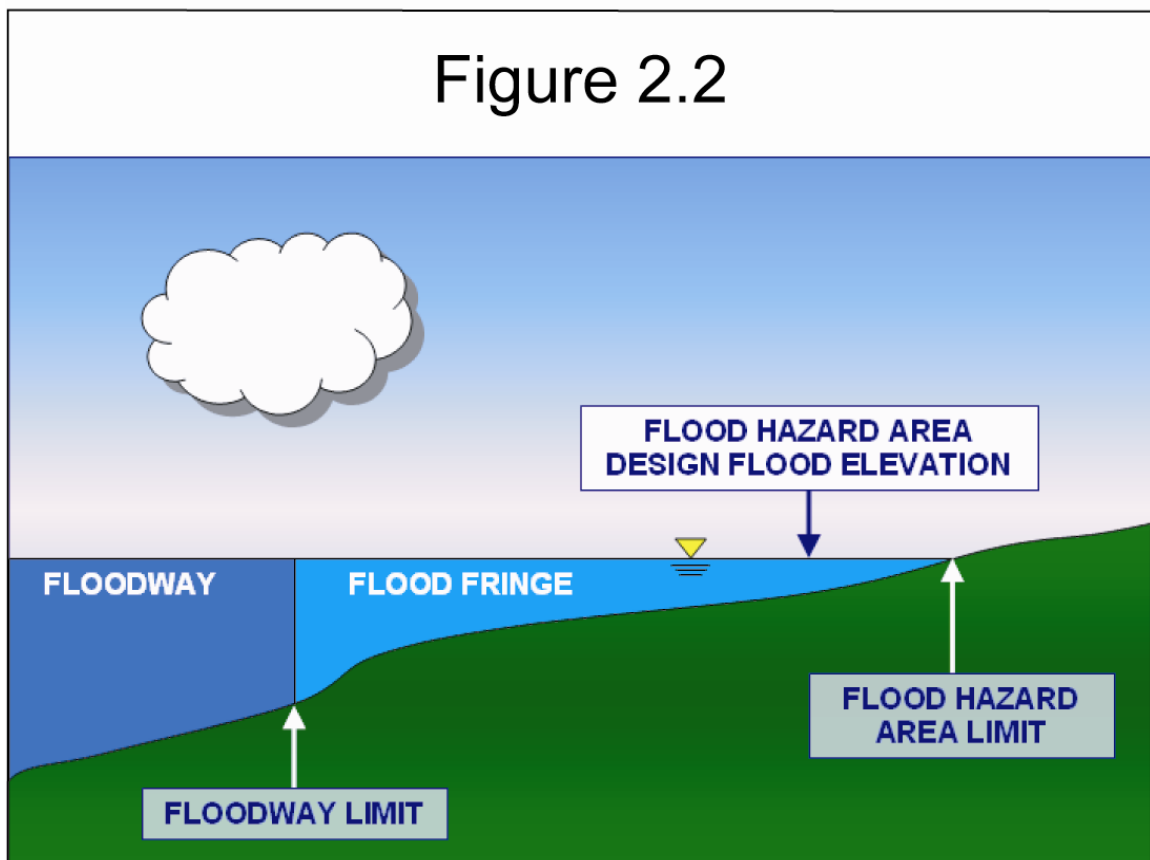 Figure 2.2
FLOOD HAZARD AREA
DESIGN FLOOD ELEVATION
FLOODWAY
FLOOD FRINGE
FLOOD HAZARD
AREA LIMIT
FLOODWAY LIMIT